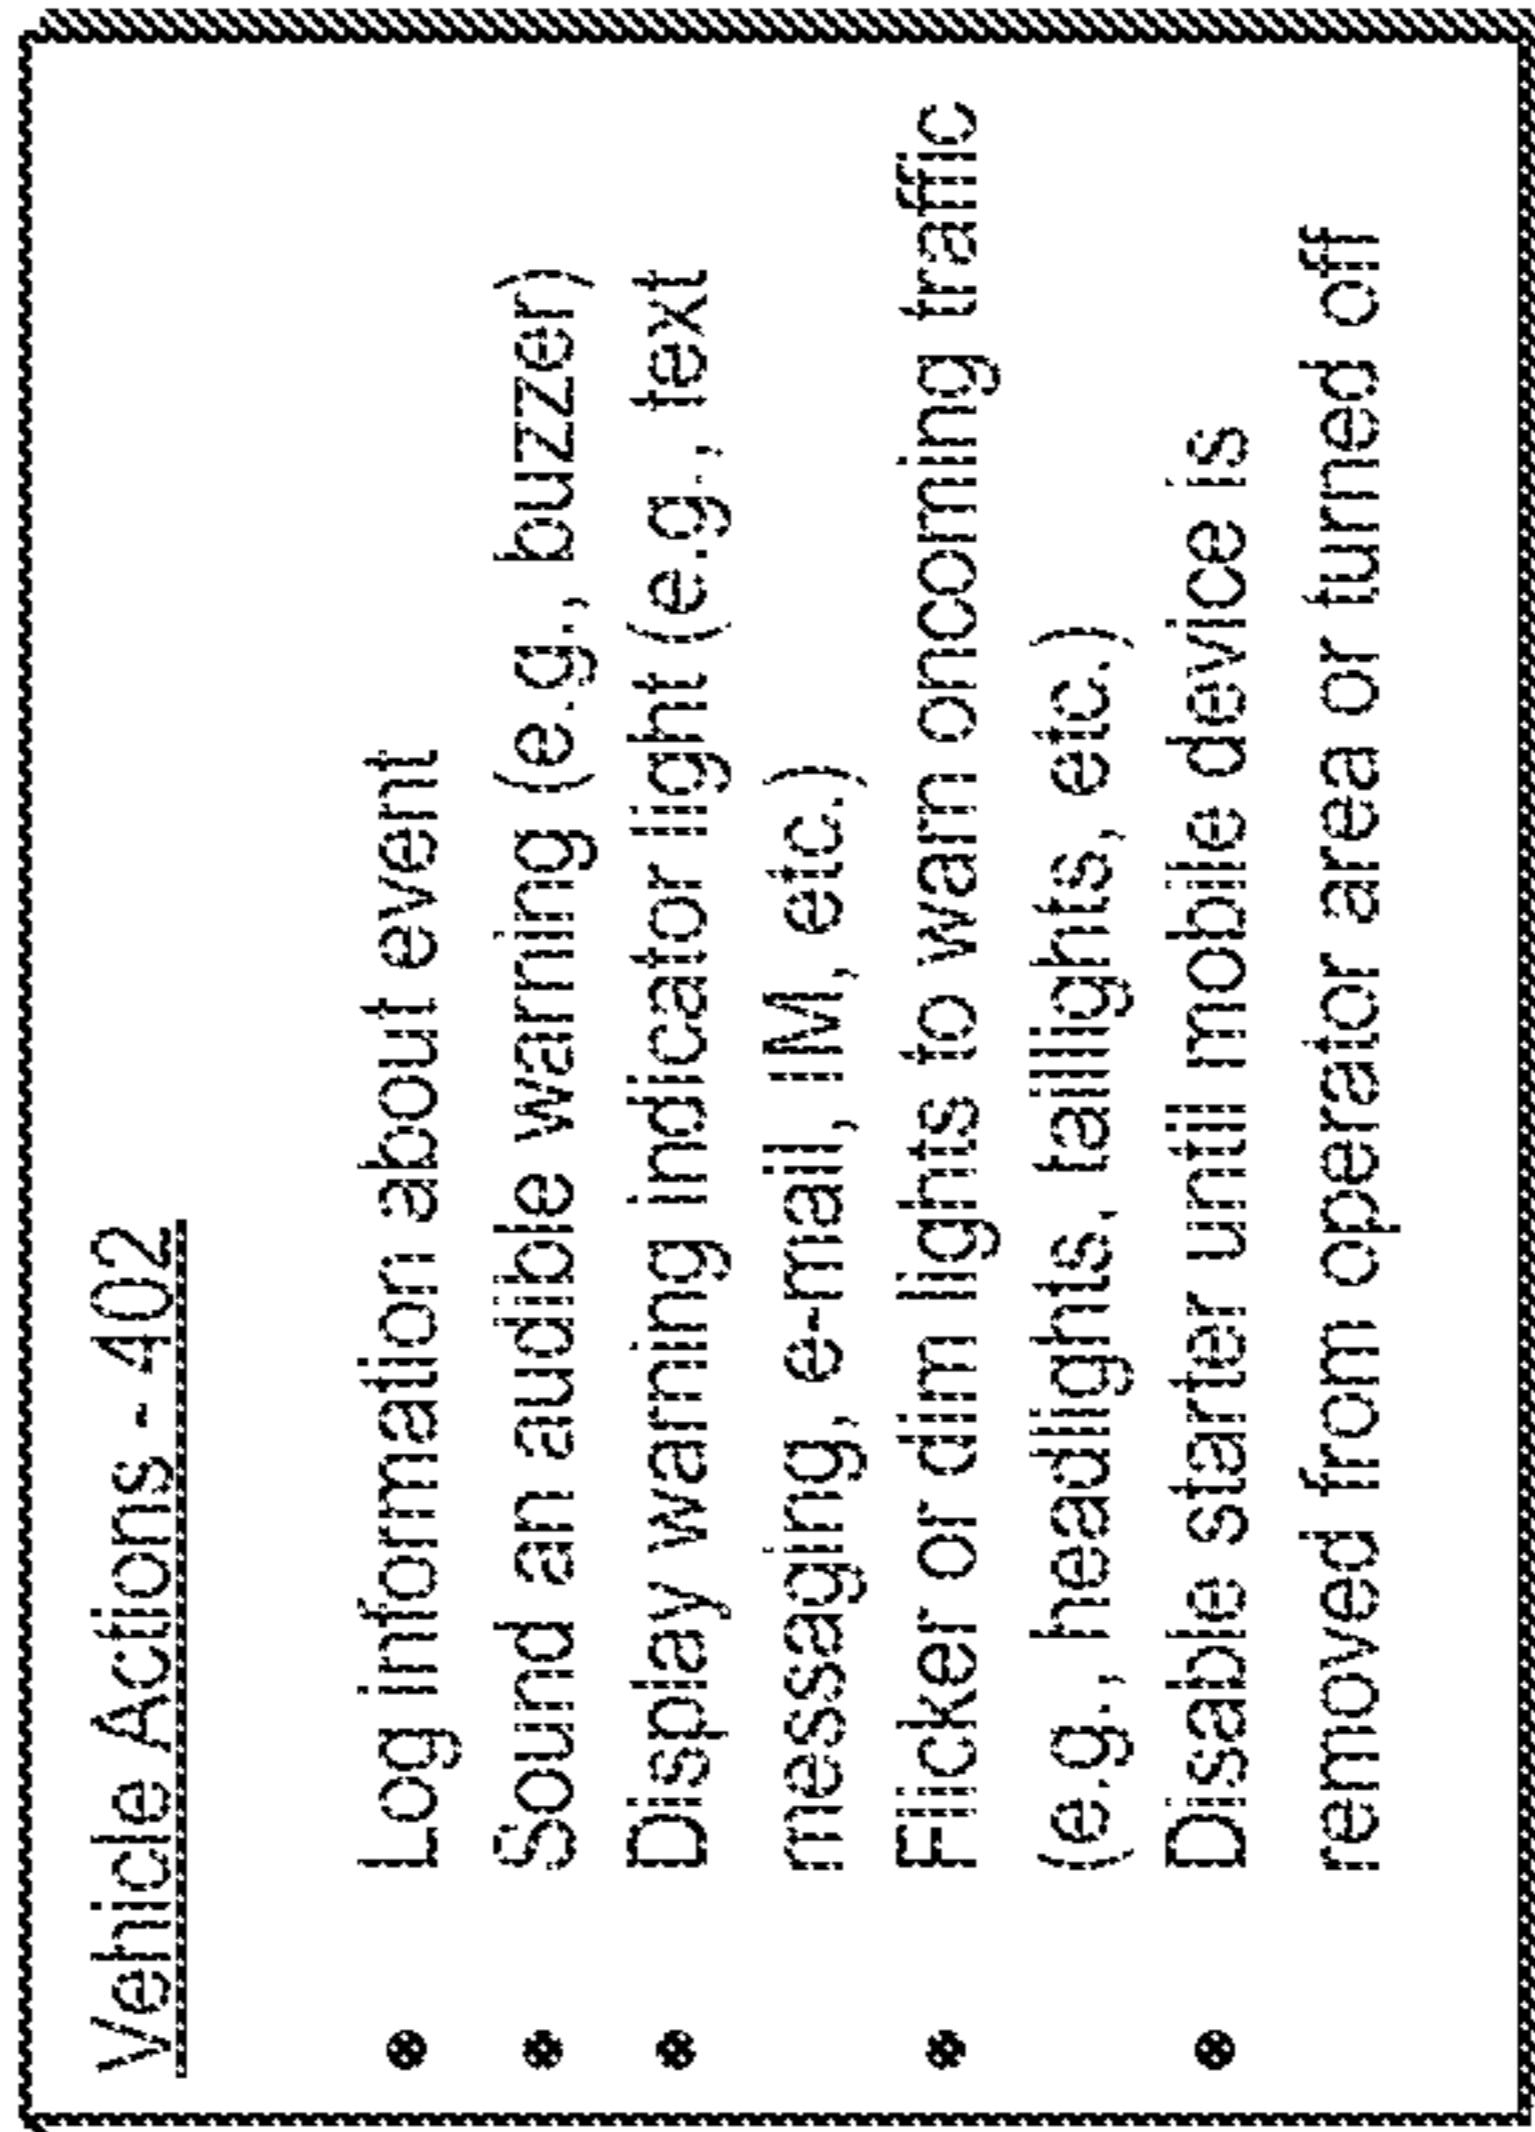 Vehicle Actions - 402
• Log information about event
• Sound an audible warning (e.g., buzzer)
• Display warning indicator light (e.g., text
messaging, e-mail, IM, etc.)
• Flicker or dim lights to warn oncoming traffic
(e.g., headlights, taillights, etc.)
• Disable starter until mobile device is
removed from operator area or turned off